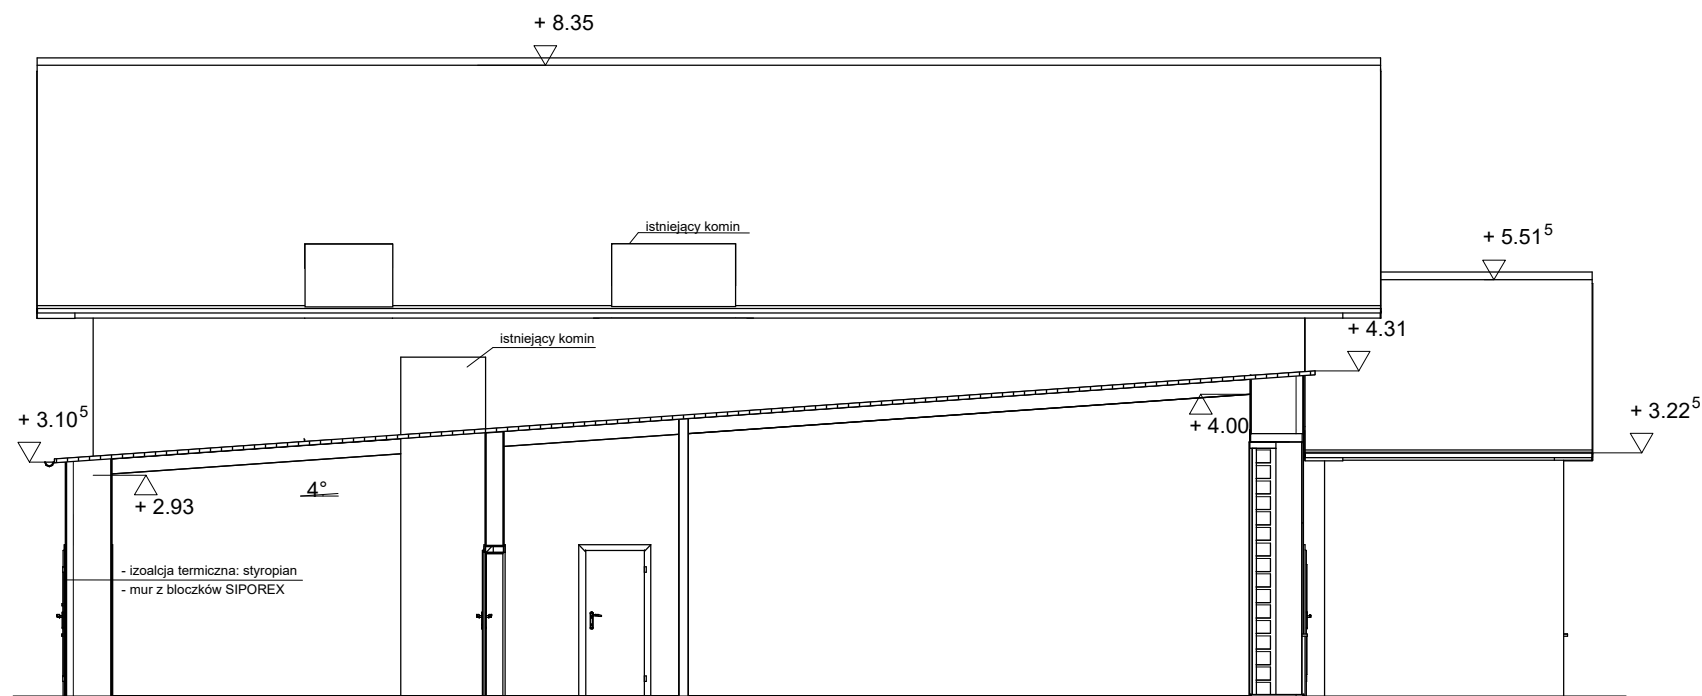 + 8.35
istniejący komin
+ 5.51⁵
istniejący komin
+ 4.31
+ 3.10⁵
+ 4.00
+ 3.22⁵
4°
+ 2.93
- izoalcja termiczna: styropian
- mur z bloczków SIPOREX